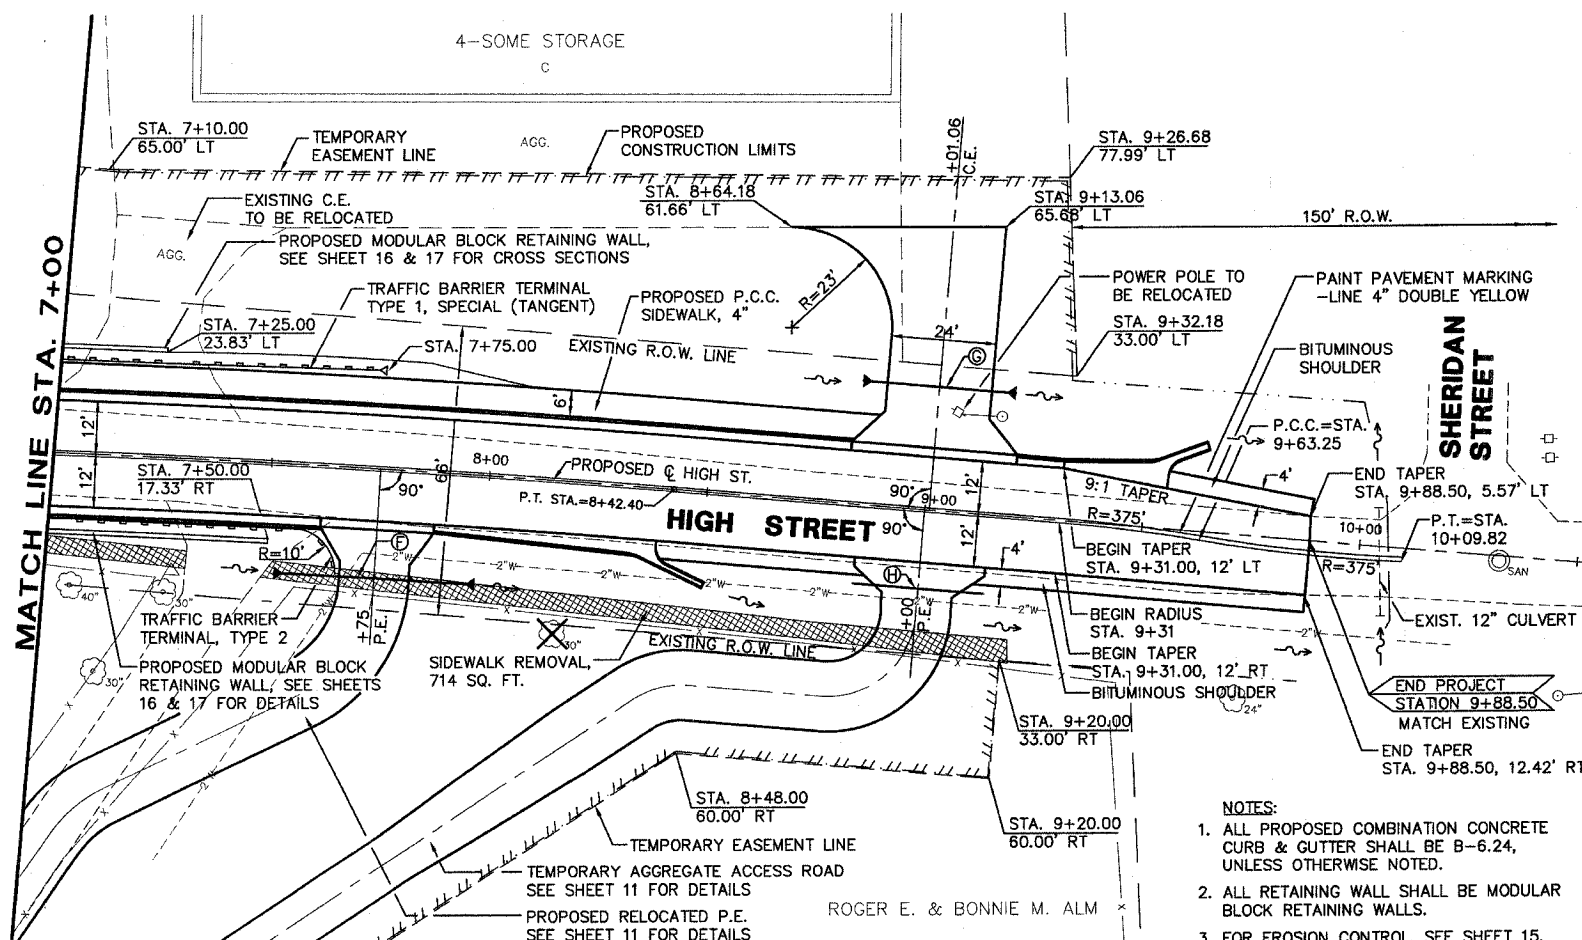 4-SOME STORAGE
C
STA. 7+10.00
65.00' LT
TEMPORARY
EASEMENT LINE
AGG.
PROPOSED
CONSTRUCTION LIMITS
+01.06
C.E.
STA. 9+26.68
77.99' LT
EXISTING C.E.
TO BE RELOCATED
STA. 8+64.18
61.66' LT
STA. 9+13.06
65.68' LT
150' R.O.W.
AGG.
PROPOSED MODULAR BLOCK RETAINING WALL,
SEE SHEET 16 & 17 FOR CROSS SECTIONS
TRAFFIC BARRIER TERMINAL
TYPE 1, SPECIAL (TANGENT)
PROPOSED P.C.C.
SIDEWALK, 4"
R=23'
POWER POLE TO
BE RELOCATED
PAINT PAVEMENT MARKING
-LINE 4" DOUBLE YELLOW
STA. 7+25.00
23.83' LT
STA. 7+75.00
EXISTING R.O.W. LINE
24'
G
STA. 9+32.18
33.00' LT
BITUMINOUS
SHOULDER
SHERIDAN
STREET
MATCH LINE STA. 7+00
6'
12'
12'
66'
P.C.C.=STA.
9+63.25
STA. 7+50.00
17.33' RT
90°
8+00
PROPOSED ℄ HIGH ST.
P.T. STA.=8+42.40
HIGH STREET
90°
9+00
90°
12'
12'
9:1 TAPER
R=375'
4'
END TAPER
STA. 9+88.50, 5.57' LT
10+00
P.T.=STA.
10+09.82
R=375'
SAN
R=10'
F
2"W
2"W
2"W
2"W
2"W
2"W
2"W
2"W
2"W
H
4'
BEGIN TAPER
STA. 9+31.00, 12' LT
40"
30"
TRAFFIC BARRIER
TERMINAL, TYPE 2
+75
P.E.
30"
+00
P.E.
BEGIN RADIUS
STA. 9+31
EXIST. 12" CULVERT
PROPOSED MODULAR BLOCK
RETAINING WALL, SEE SHEETS
16 & 17 FOR DETAILS
30"
SIDEWALK REMOVAL,
714 SQ. FT.
EXISTING R.O.W. LINE
BEGIN TAPER
STA. 9+31.00, 12' RT
BITUMINOUS SHOULDER
24"
END PROJECT
STATION 9+88.50
MATCH EXISTING
STA. 9+20.00
33.00' RT
END TAPER
STA. 9+88.50, 12.42' RT
STA. 8+48.00
60.00' RT
STA. 9+20.00
60.00' RT
TEMPORARY EASEMENT LINE
TEMPORARY AGGREGATE ACCESS ROAD
SEE SHEET 11 FOR DETAILS
PROPOSED RELOCATED P.E.
SEE SHEET 11 FOR DETAILS
ROGER E. & BONNIE M. ALM
NOTES:
1. ALL PROPOSED COMBINATION CONCRETE
CURB & GUTTER SHALL BE B-6.24,
UNLESS OTHERWISE NOTED.
2. ALL RETAINING WALL SHALL BE MODULAR
BLOCK RETAINING WALLS.
3. FOR EROSION CONTROL, SEE SHEET 15.